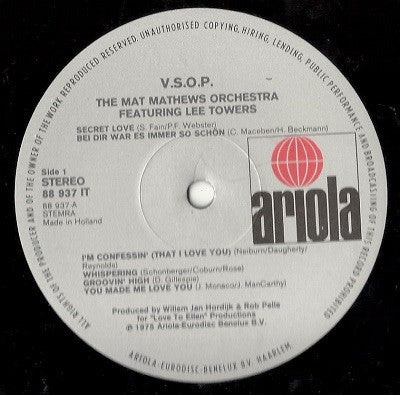 ALL RIGHTS OF THE PRODUCER AND OF THE OWNER OF THE WORK REPRODUCED RESERVED. UNAUTHORISED COPYING, HIRING, LENDING, PUBLIC PERFORMANCE AND BROADCASTING OF THIS RECORD PROHIBITED.
V.S.O.P.
THE MAT MATHEWS ORCHESTRA
FEATURING LEE TOWERS
SECRET LOVE (S. Fain/P.F. Webster)
BEI DIR WAR ES IMMER SO SCHÖN (C. Maceben/H. Beckmann)
Side 1
STEREO
88 937 IT
88 937-A
STEMRA
Made in Holland
ariola
I'M CONFESSIN' (THAT I LOVE YOU) (Neiburn/Daugherty/
Reynolds)
WHISPERING (Schonberger/Coburn/Rose)
GROOVIN' HIGH (D. Gillespie)
YOU MADE ME LOVE YOU (J. Monaco/J. ManCarthy)
Produced by Willem Jan Hordijk & Rob Pelle
for "Love To Ellen" Productions
℗ 1975 Ariola-Eurodisc Benelux B.V.
ARIOLA-EURODISC-BENELUX B.V. HAARLEM